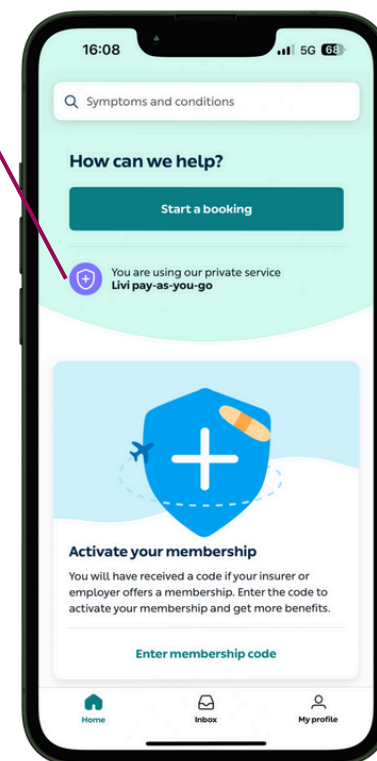 16:08
5G 68
Symptoms and conditions
How can we help?
Start a booking
You are using our private service
Livi pay-as-you-go
Activate your membership
You will have received a code if your insurer or
employer offers a membership. Enter the code to
activate your membership and get more benefits.
Enter membership code
Home Inbox My profile